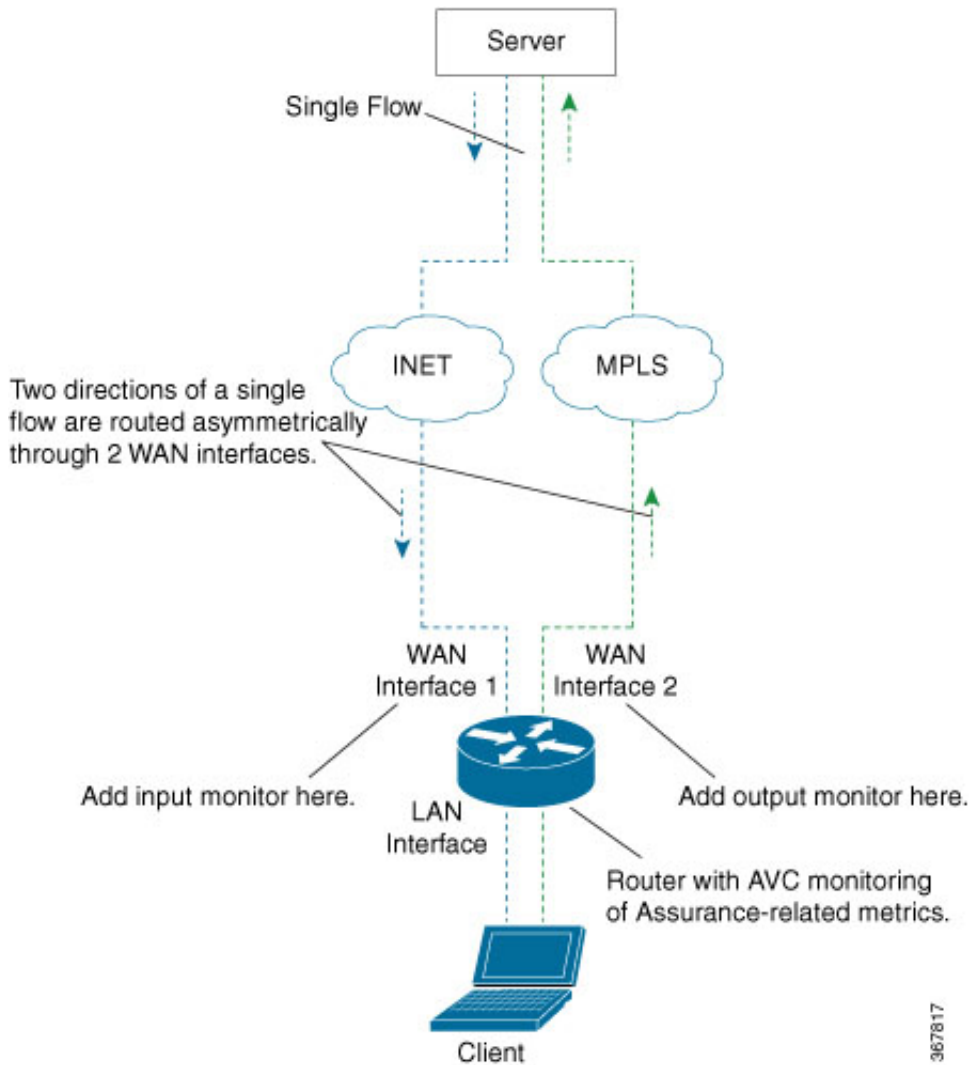 Server
Single Flow
INET
MPLS
Two directions of a single
flow are routed asymmetrically
through 2 WAN interfaces.
WAN
Interface 1
WAN
Interface 2
Add input monitor here.
Add output monitor here.
LAN
Interface
Router with AVC monitoring
of Assurance-related metrics.
Client
367817